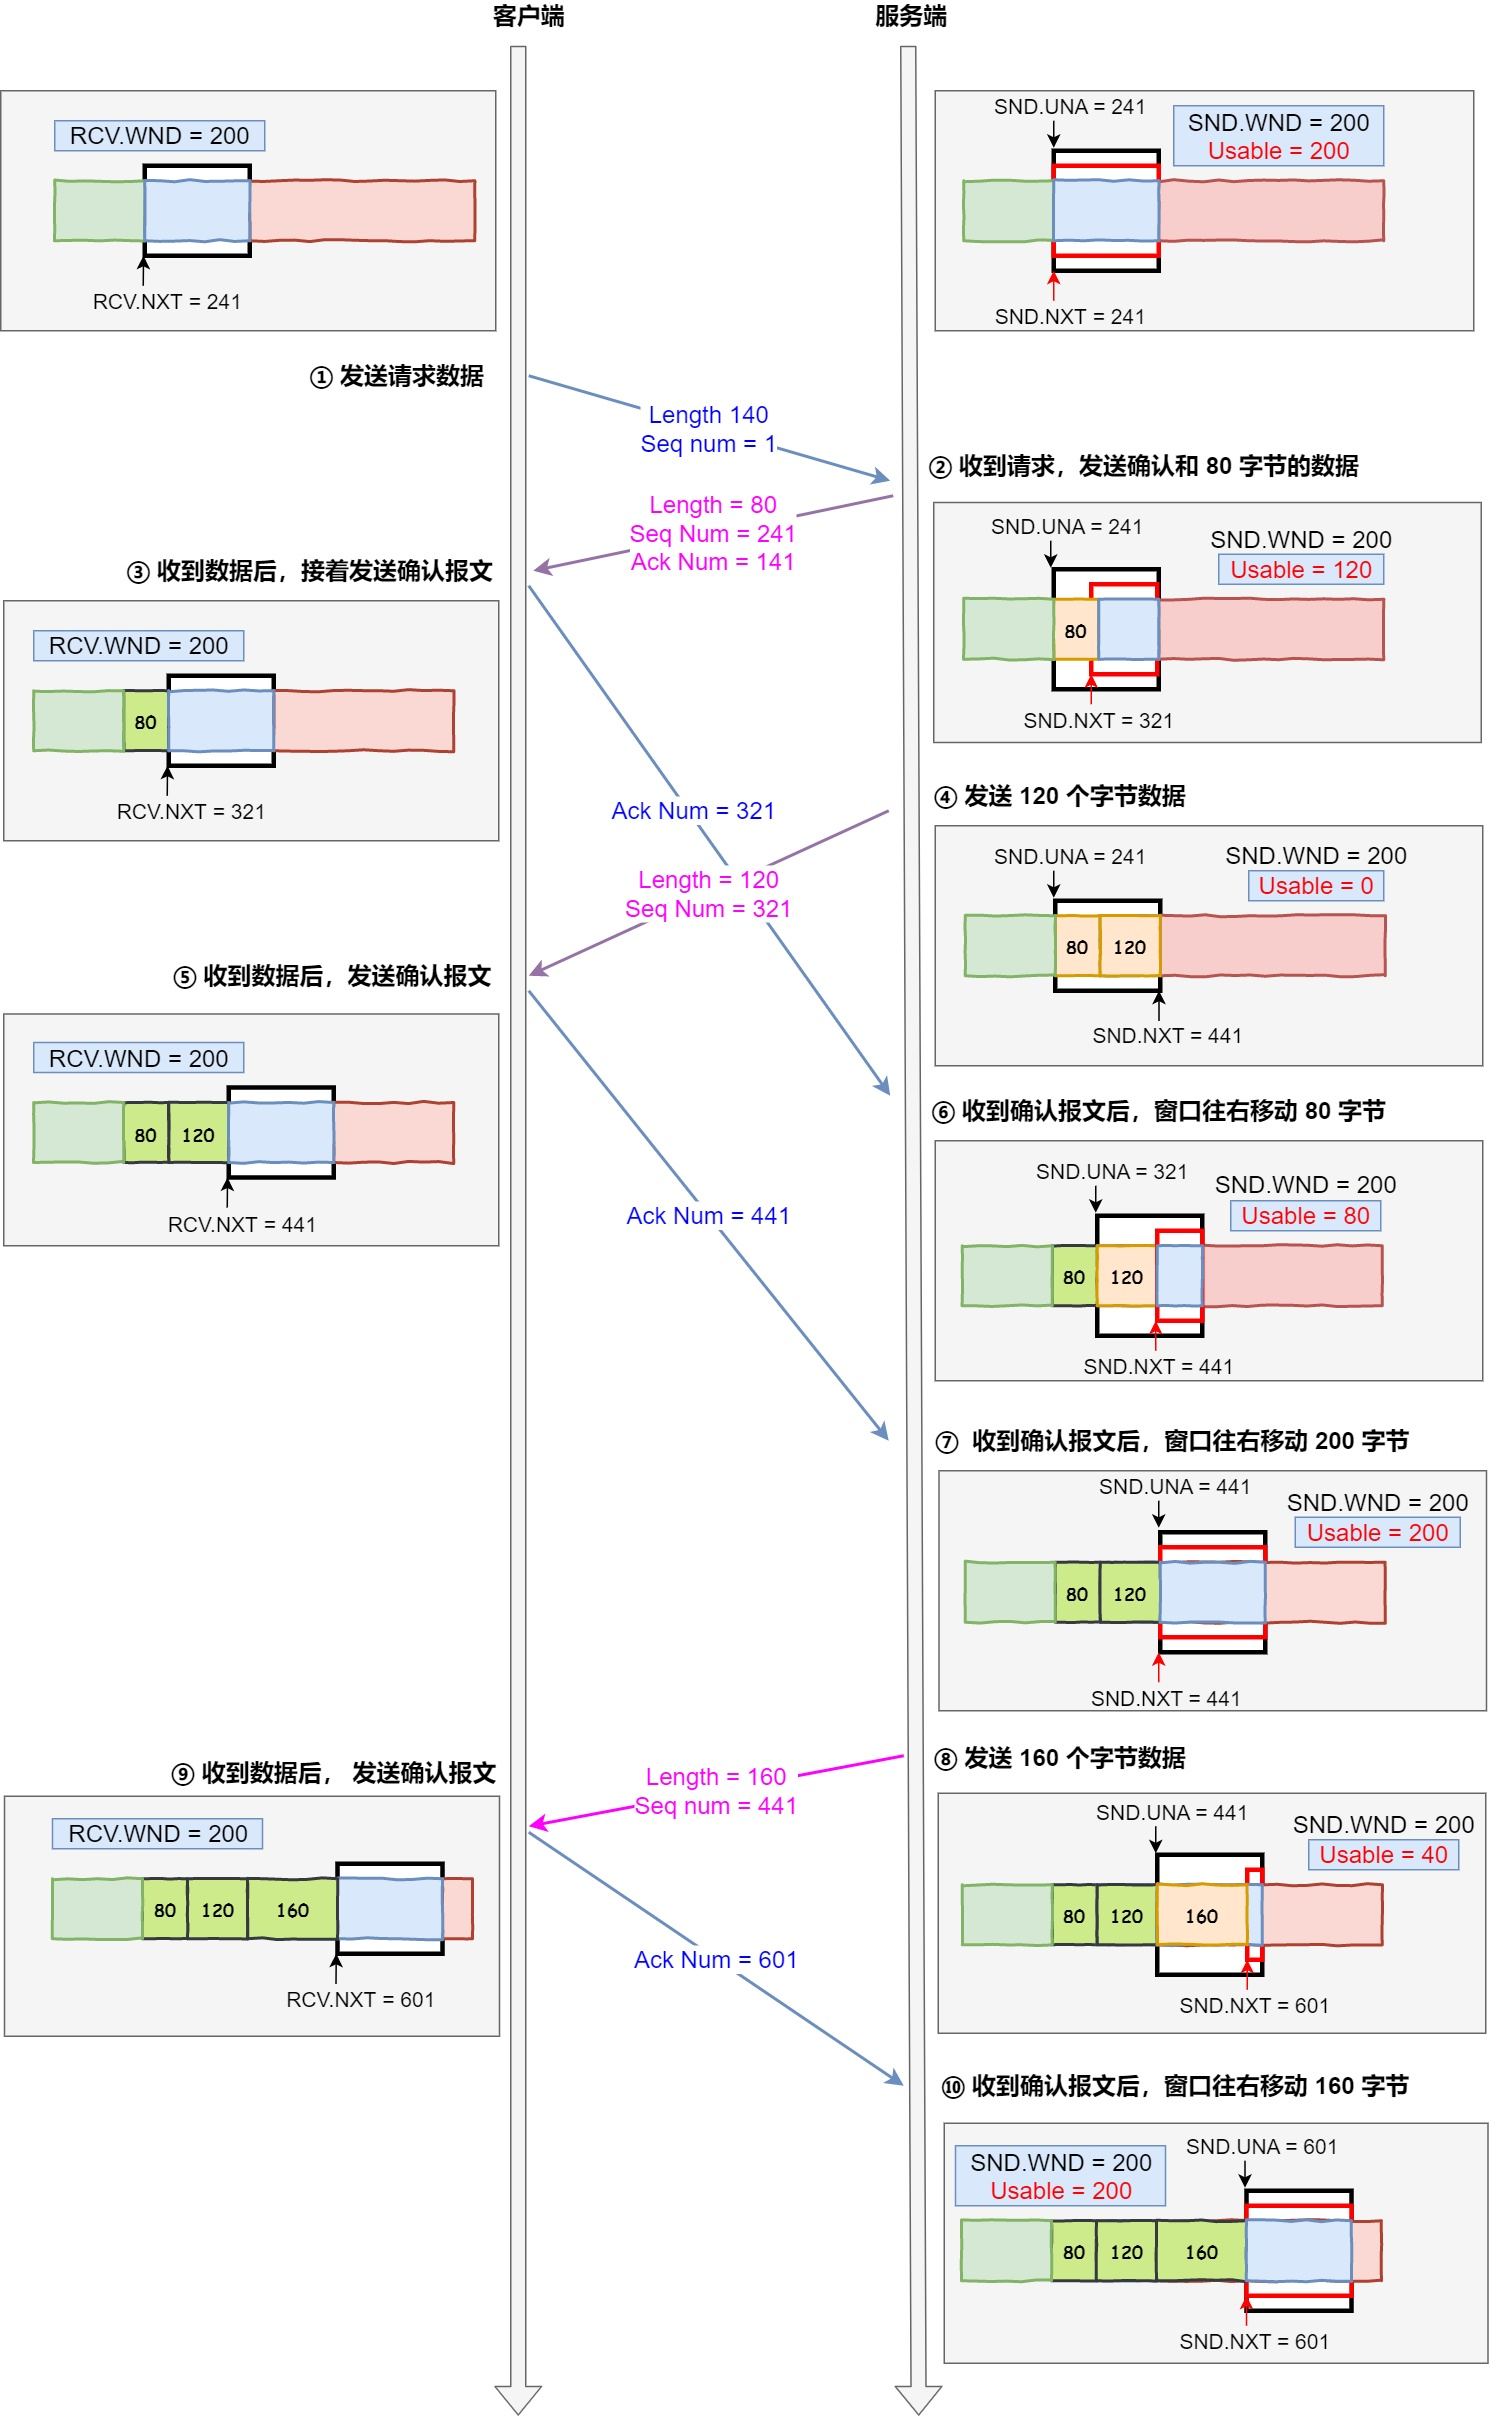 客户端
服务端
RCV.WND = 200
RCV.NXT = 241
SND.UNA = 241
SND.WND = 200
Usable = 200
SND.NXT = 241
① 发送请求数据
Length 140
Seq num = 1
② 收到请求，发送确认和 80 字节的数据
Length = 80
Seq Num = 241
Ack Num = 141
SND.UNA = 241
SND.WND = 200
Usable = 120
80
SND.NXT = 321
③ 收到数据后，接着发送确认报文
RCV.WND = 200
80
RCV.NXT = 321
Ack Num = 321
④ 发送 120 个字节数据
SND.UNA = 241
SND.WND = 200
Usable = 0
80
120
SND.NXT = 441
Length = 120
Seq Num = 321
⑤ 收到数据后，发送确认报文
RCV.WND = 200
80
120
RCV.NXT = 441
⑥ 收到确认报文后，窗口往右移动 80 字节
SND.UNA = 321
SND.WND = 200
Usable = 80
80
120
SND.NXT = 441
Ack Num = 441
⑦ 收到确认报文后，窗口往右移动 200 字节
SND.UNA = 441
SND.WND = 200
Usable = 200
80
120
SND.NXT = 441
⑧ 发送 160 个字节数据
Length = 160
Seq num = 441
SND.UNA = 441
SND.WND = 200
Usable = 40
80
120
160
SND.NXT = 601
⑨ 收到数据后， 发送确认报文
RCV.WND = 200
80
120
160
RCV.NXT = 601
Ack Num = 601
⑩ 收到确认报文后，窗口往右移动 160 字节
SND.WND = 200
Usable = 200
SND.UNA = 601
80
120
160
SND.NXT = 601